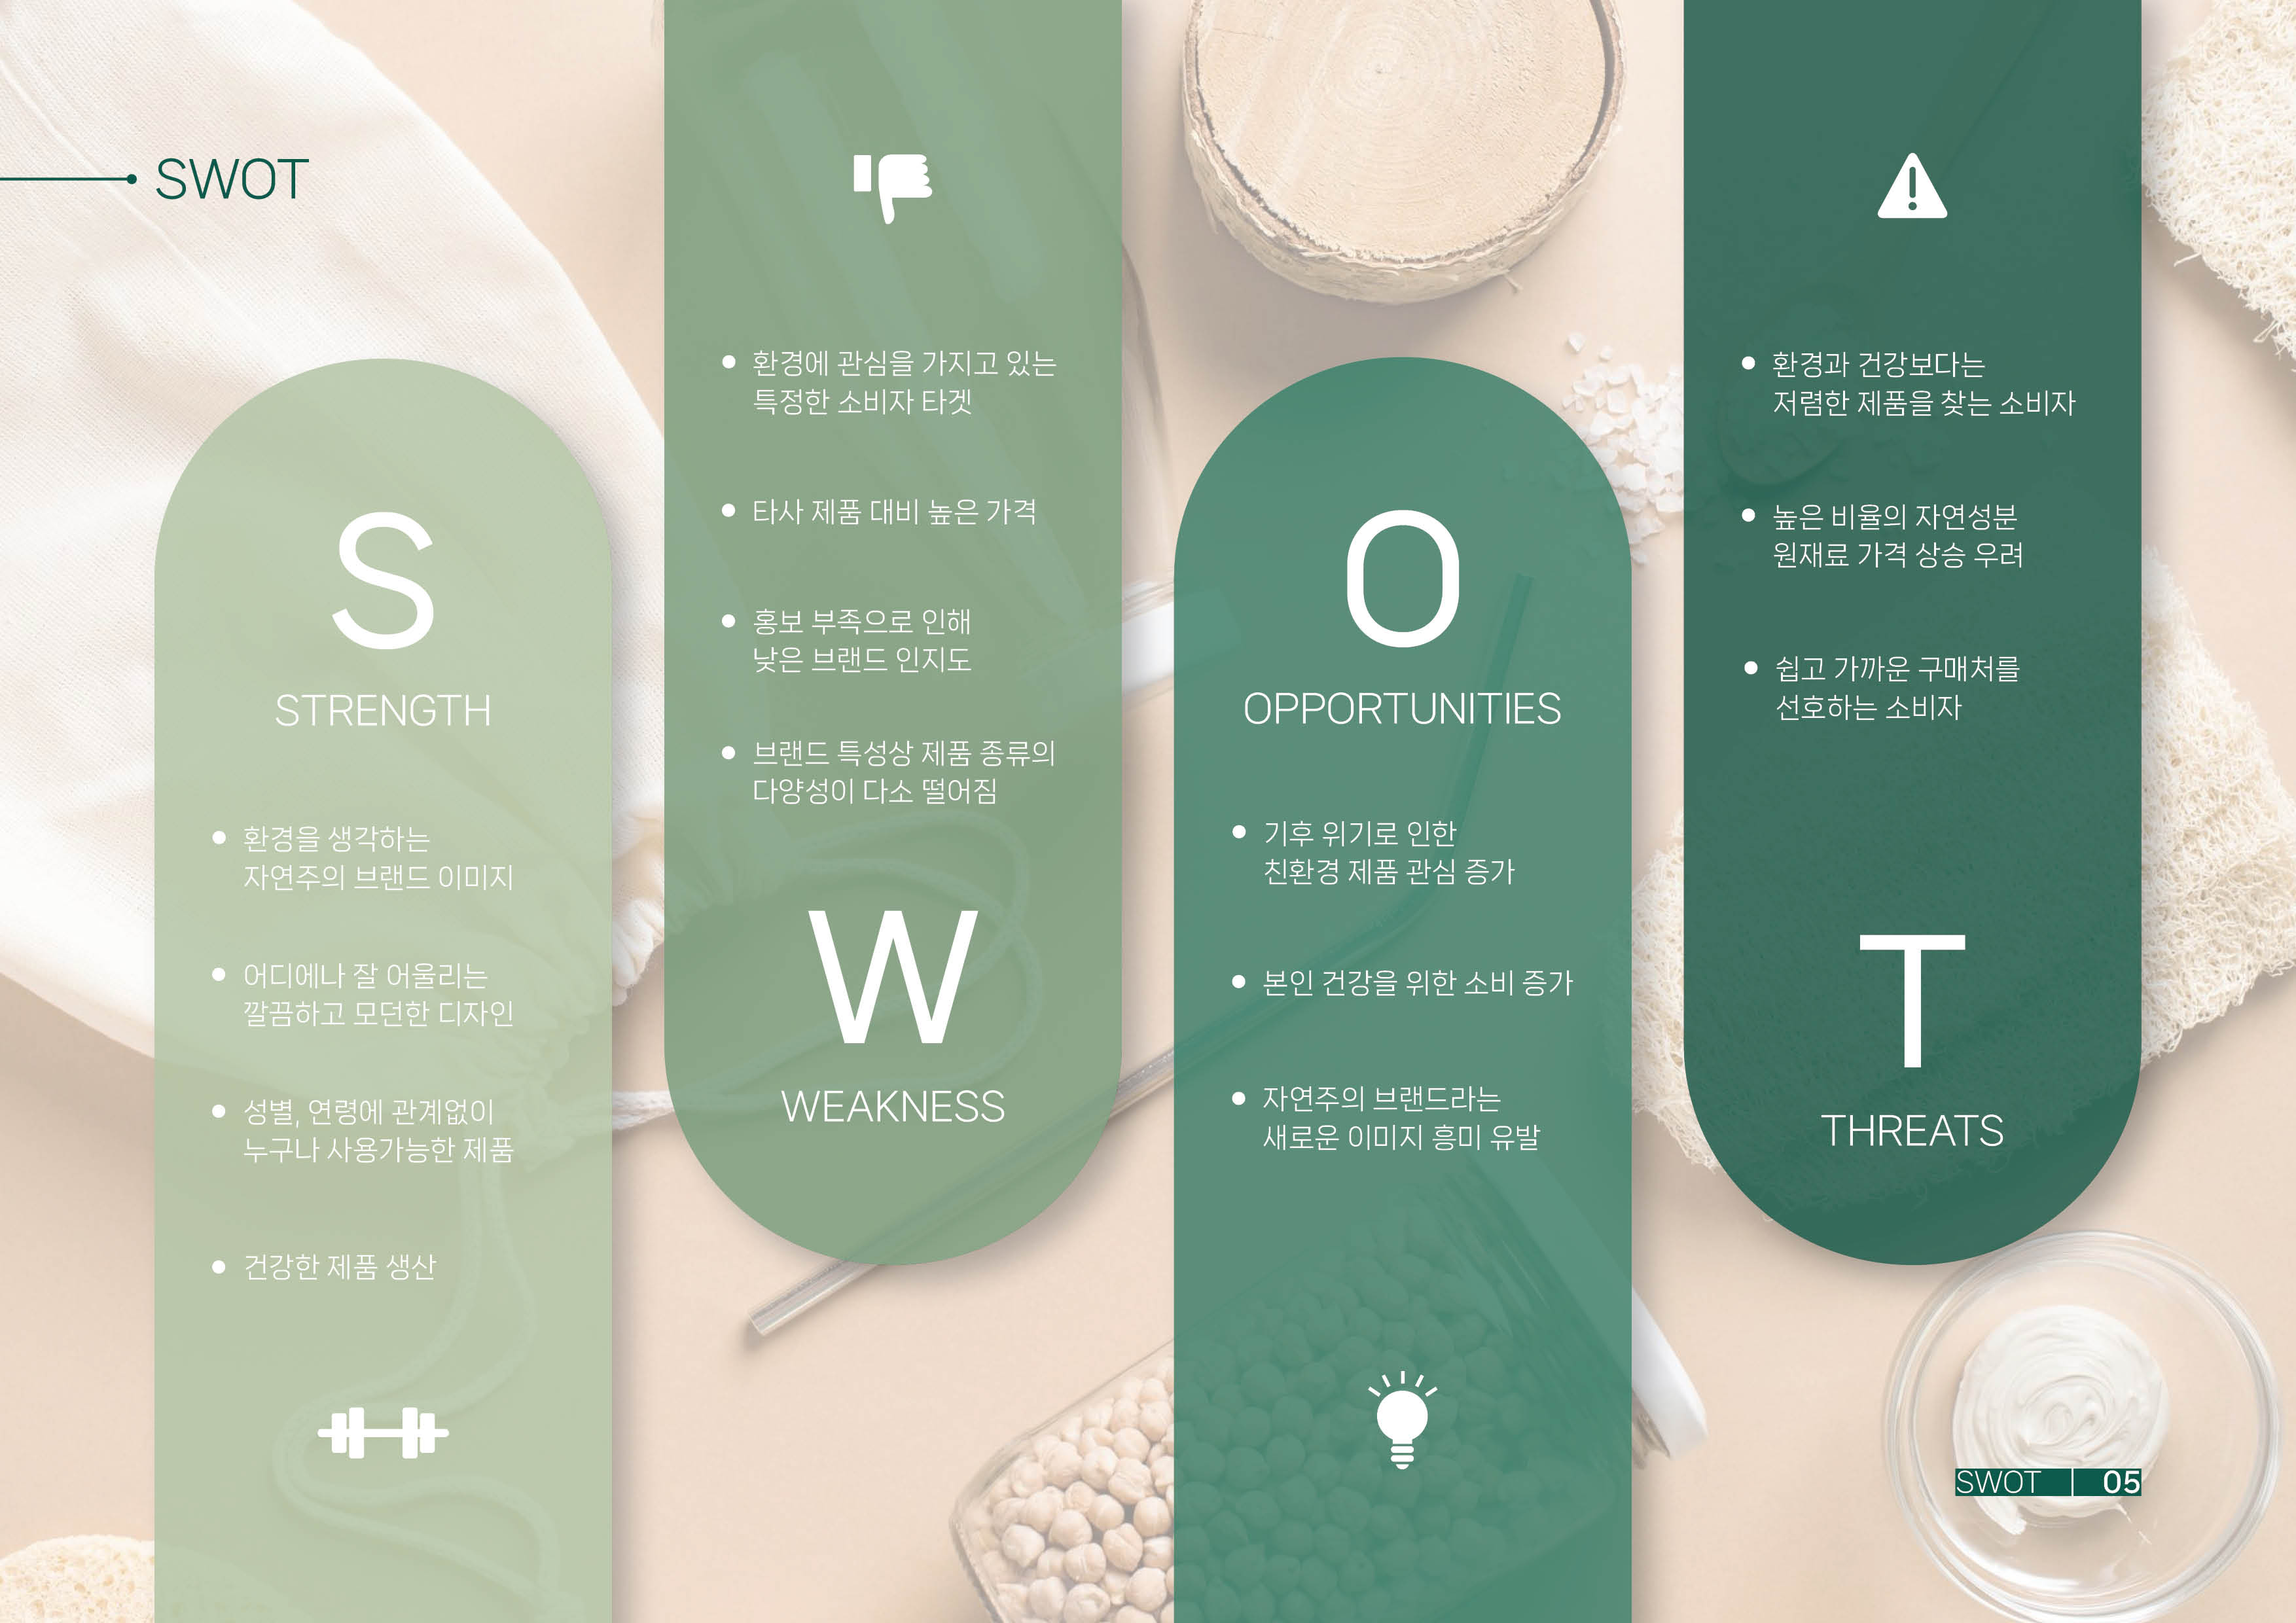 SWOT
S
STRENGTH
환경을 생각하는
자연주의 브랜드 이미지
어디에나 잘 어울리는
깔끔하고 모던한 디자인
성별, 연령에 관계없이
누구나 사용가능한 제품
건강한 제품 생산
환경에 관심을 가지고 있는
특정한 소비자 타겟
타사 제품 대비 높은 가격
홍보 부족으로 인해
낮은 브랜드 인지도
브랜드 특성상 제품 종류의
다양성이 다소 떨어짐
W
WEAKNESS
O
OPPORTUNITIES
기후 위기로 인한
친환경 제품 관심 증가
본인 건강을 위한 소비 증가
자연주의 브랜드라는
새로운 이미지 흥미 유발
환경과 건강보다는
저렴한 제품을 찾는 소비자
높은 비율의 자연성분
원재료 가격 상승 우려
쉽고 가까운 구매처를
선호하는 소비자
T
THREATS
SWOT | 05